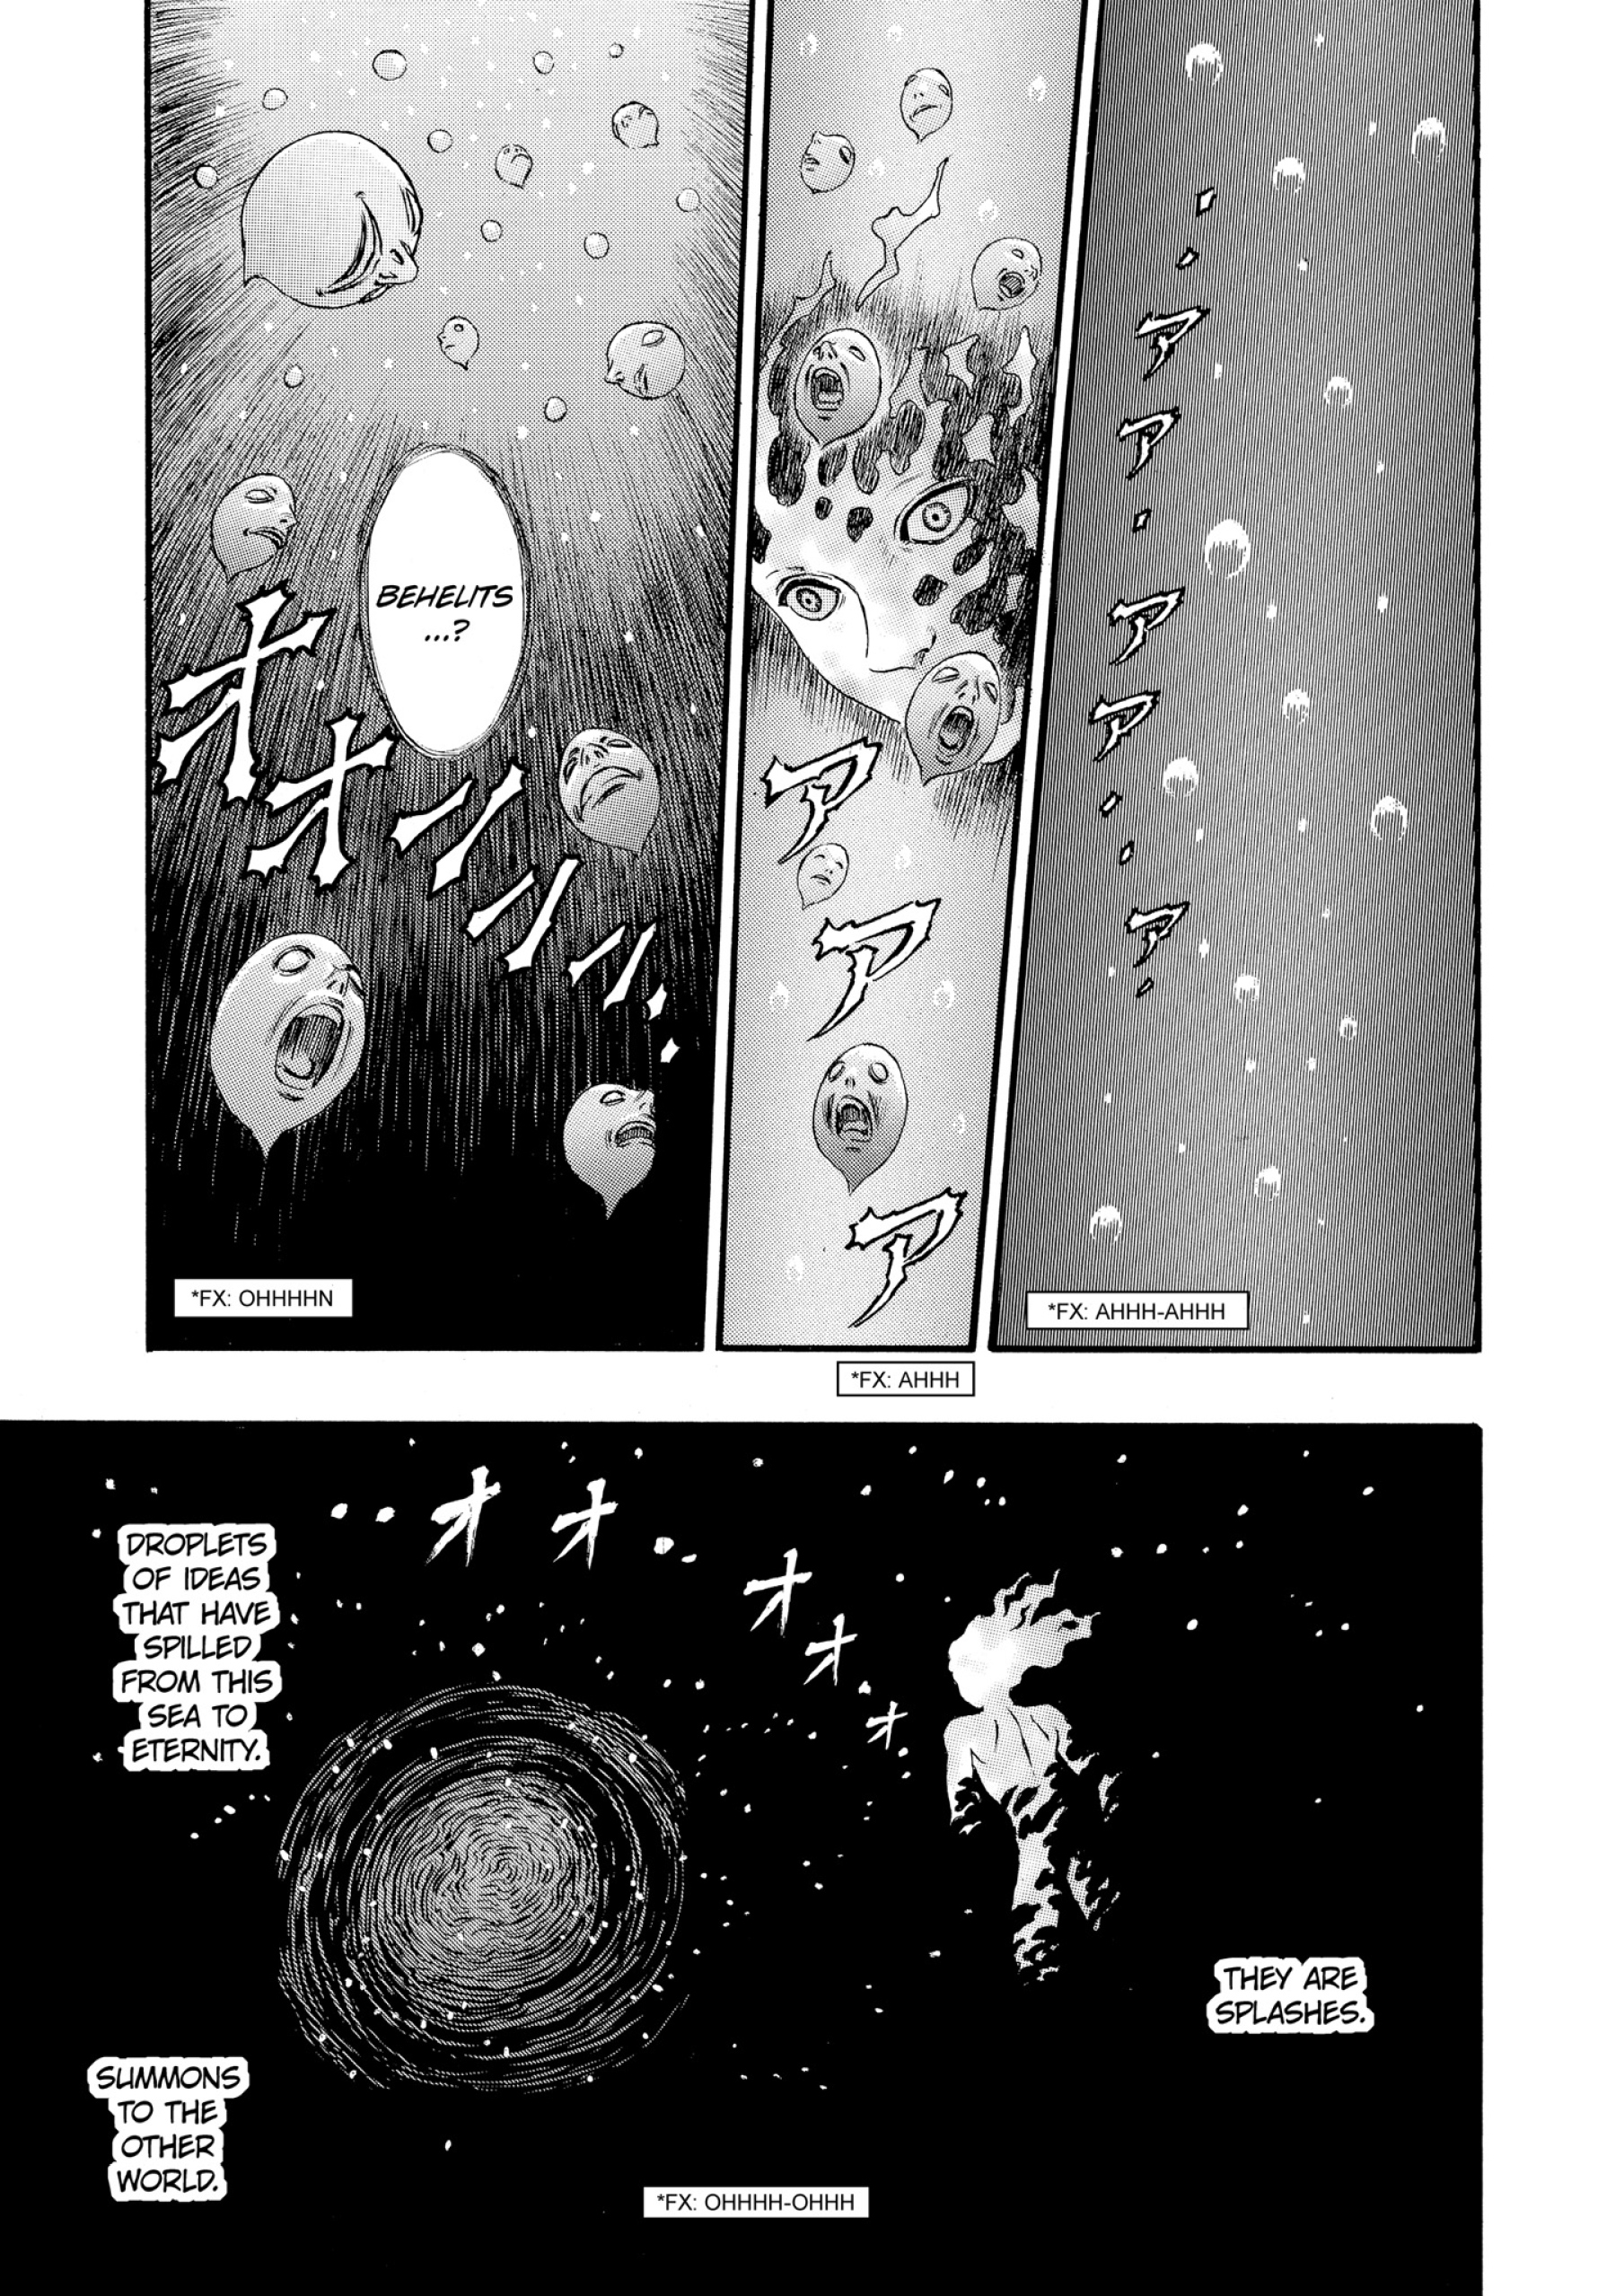 ・・アア・アア・・・ア・・
*FX: AHHH-AHHH
アアア
*FX: AHHH
BEHELITS
...?
オオンンン
*FX: OHHHHN
THEY ARE
SPLASHES.
オオオオオ
DROPLETS
OF IDEAS
THAT HAVE
SPILLED
FROM THIS
SEA TO
ETERNITY.
SUMMONS
TO THE
OTHER
WORLD.
*FX: OHHHH-OHHH